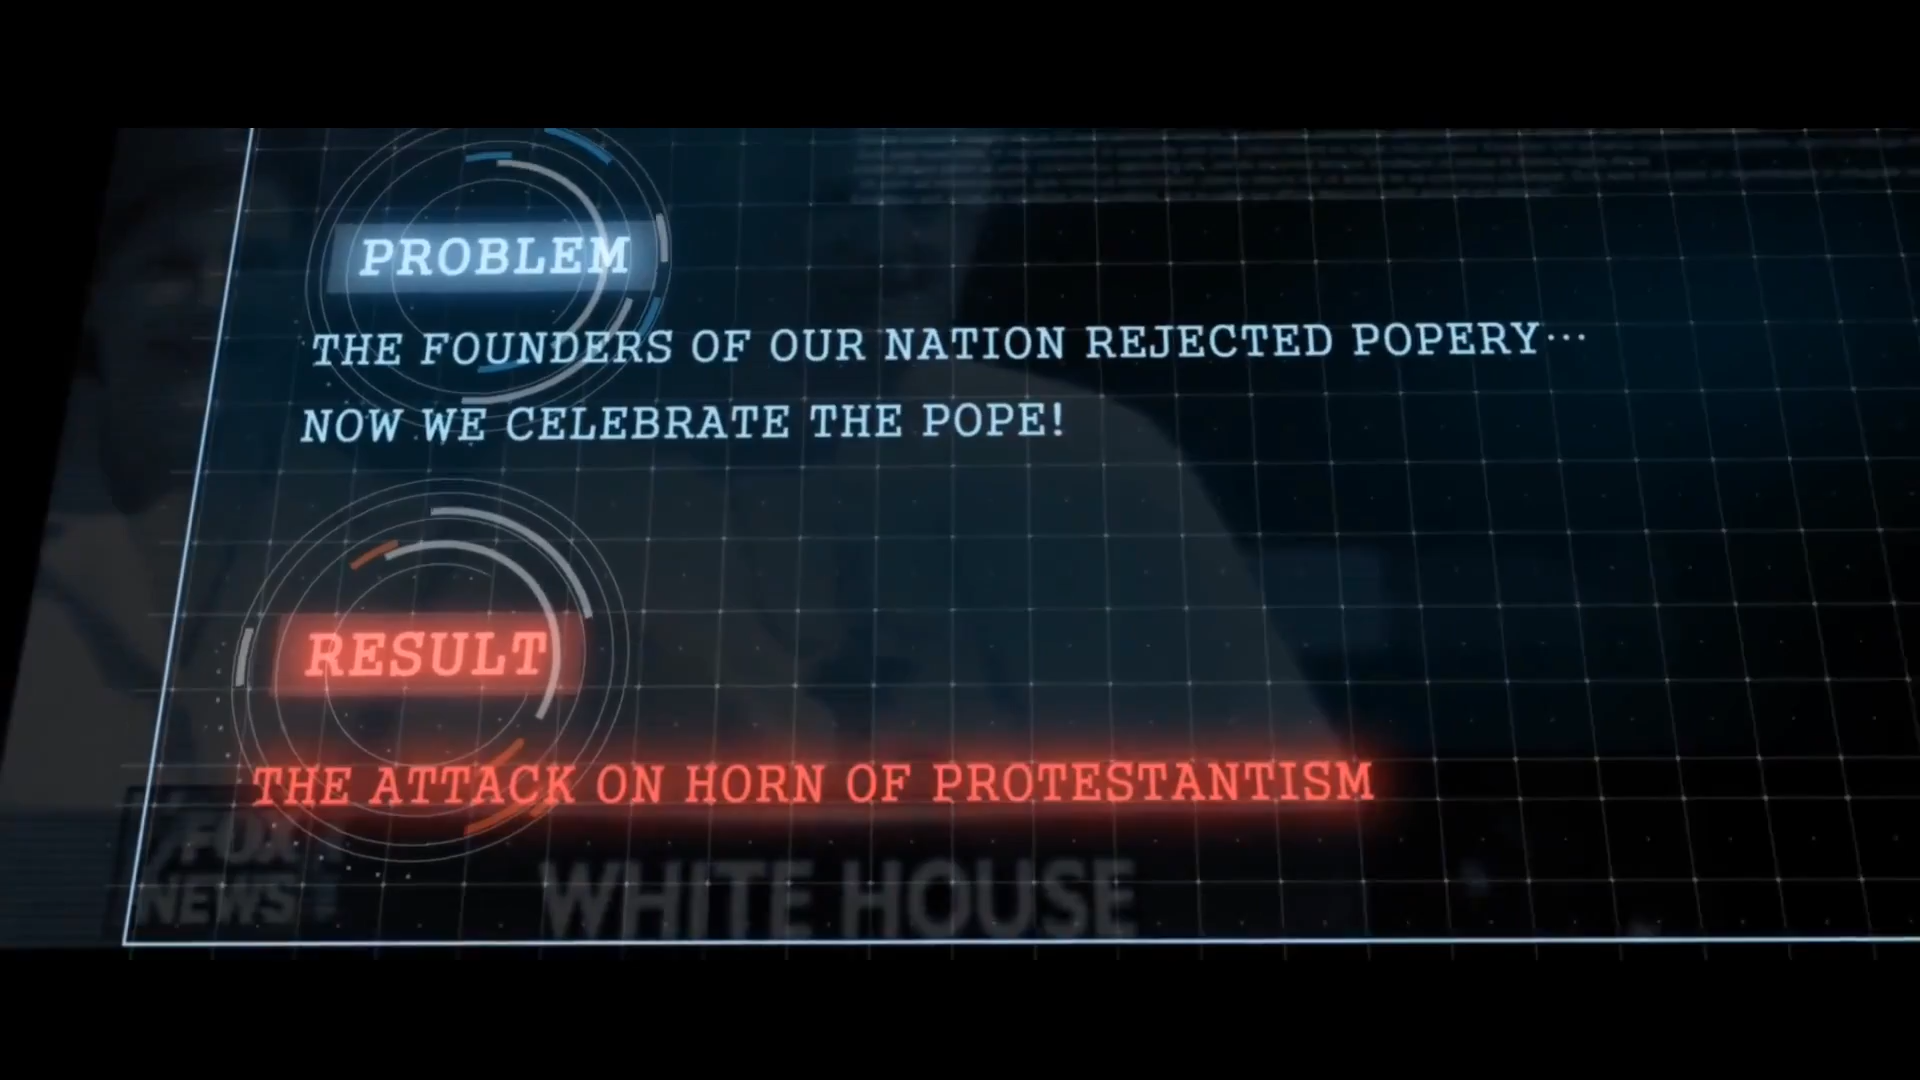 PROBLEM
THE FOUNDERS OF OUR NATION REJECTED POPERY...
NOW WE CELEBRATE THE POPE!
RESULT
THE ATTACK ON HORN OF PROTESTANTISM
FOX
NEWS
WHITE HOUSE